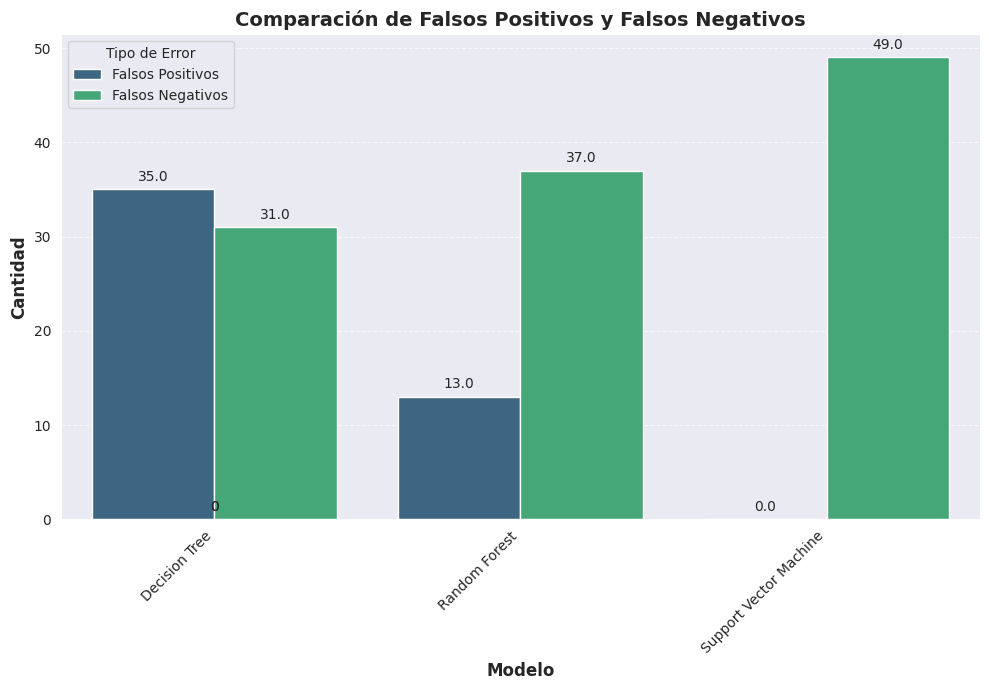 Comparación de Falsos Positivos y Falsos Negativos
Tipo de Error
Falsos Positivos
Falsos Negativos
Cantidad
50
40
30
20
10
0
35.0
31.0
0
13.0
37.0
0.0
49.0
Decision Tree
Random Forest
Support Vector Machine
Modelo